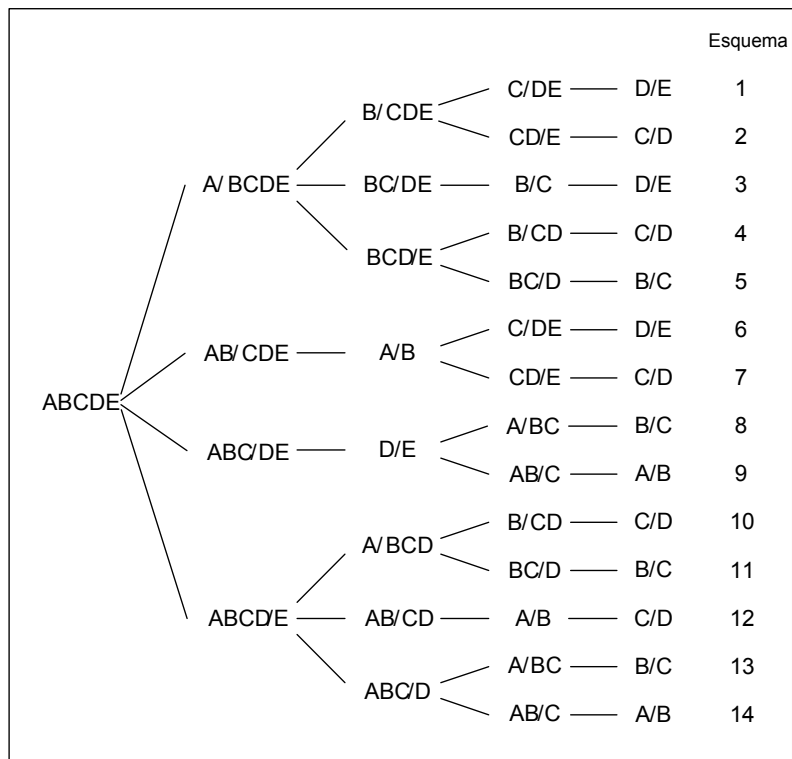 Esquema
C/DE D/E 1
B/CDE
CD/E C/D 2
A/BCDE BC/DE B/C D/E 3
B/CD C/D 4
BCD/E
BC/D B/C 5
C/DE D/E 6
AB/CDE A/B
CD/E C/D 7
ABCDE
A/BC B/C 8
ABC/DE D/E
AB/C A/B 9
B/CD C/D 10
A/BCD
BC/D B/C 11
ABCD/E AB/CD A/B C/D 12
A/BC B/C 13
ABC/D
AB/C A/B 14